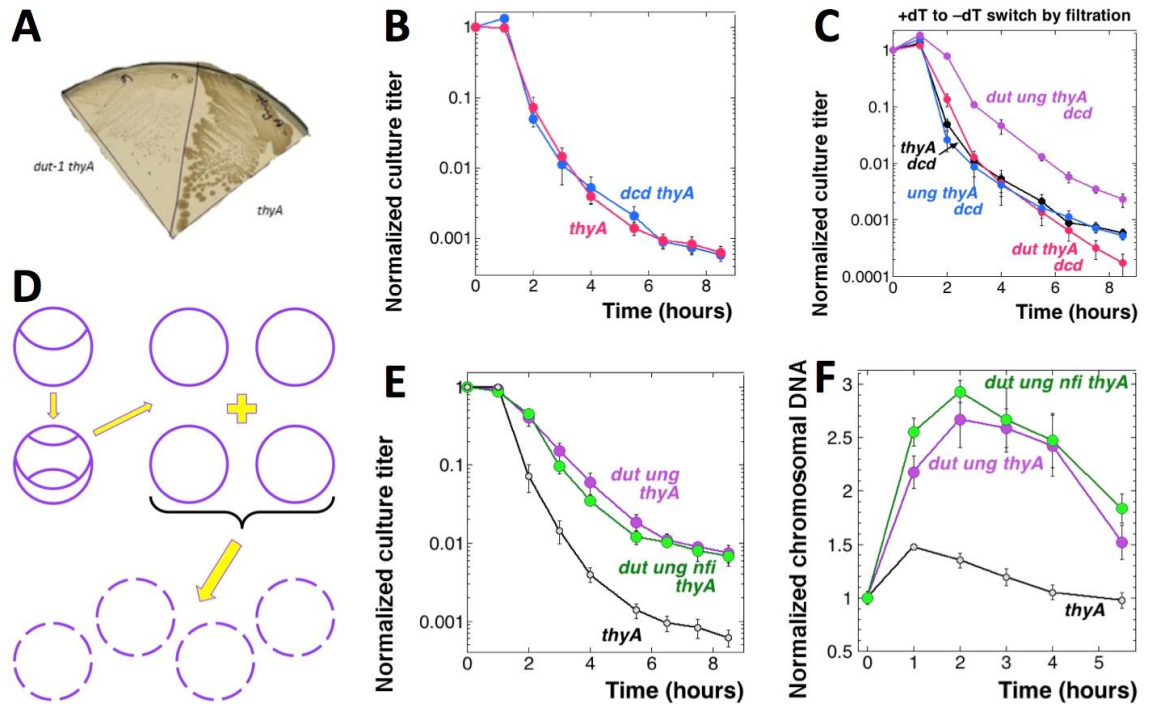 A
dut-1 thyA
thyA
B
Normalized culture titer
1
0.1
0.01
0.001
dcd thyA
thyA
0 2 4 6 8
Time (hours)
C
+dT to –dT switch by filtration
Normalized culture titer
1
0.1
0.01
0.001
0.0001
dut ung thyA
dcd
thyA
dcd
ung thyA
dcd
dut thyA
dcd
0 2 4 6 8
Time (hours)
D
E
Normalized culture titer
1
0.1
0.01
0.001
dut ung
thyA
dut ung nfi
thyA
thyA
0 2 4 6 8
Time (hours)
F
Normalized chromosomal DNA
3
2.5
2
1.5
1
0.5
dut ung nfi thyA
dut ung thyA
thyA
0 1 2 3 4 5
Time (hours)